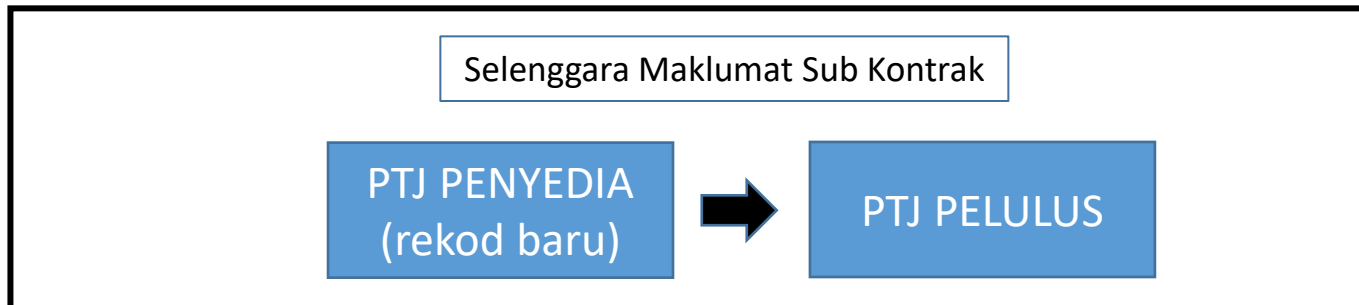 Selenggara Maklumat Sub Kontrak
PTJ PENYEDIA
(rekod baru)
PTJ PELULUS